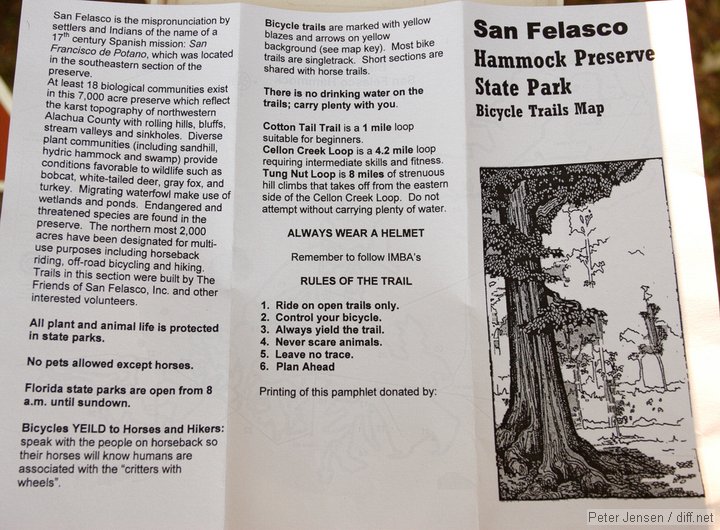 San Felasco is the mispronunciation by
settlers and Indians of the name of a
17th century Spanish mission: San
Francisco de Potano, which was located
in the southeastern section of the
preserve.
At least 18 biological communities exist
in this 7,000 acre preserve which reflect
the karst topography of northwestern
Alachua County with rolling hills, bluffs,
stream valleys and sinkholes. Diverse
plant communities (including sandhill,
hydric hammock and swamp) provide
conditions favorable to wildlife such as
bobcat, white-tailed deer, gray fox, and
turkey. Migrating waterfowl make use of
wetlands and ponds. Endangered and
threatened species are found in the
preserve. The northern most 2,000
acres have been designated for multi-
use purposes including horseback
riding, off-road bicycling and hiking.
Trails in this section were built by The
Friends of San Felasco, Inc. and other
interested volunteers.
All plant and animal life is protected
in state parks.
No pets allowed except horses.
Florida state parks are open from 8
a.m. until sundown.
Bicycles YEILD to Horses and Hikers:
speak with the people on horseback so
their horses will know humans are
associated with the "critters with
wheels".
Bicycle trails are marked with yellow
blazes and arrows on yellow
background (see map key). Most bike
trails are singletrack. Short sections are
shared with horse trails.
There is no drinking water on the
trails; carry plenty with you.
Cotton Tail Trail is a 1 mile loop
suitable for beginners.
Cellon Creek Loop is a 4.2 mile loop
requiring intermediate skills and fitness.
Tung Nut Loop is 8 miles of strenuous
hill climbs that takes off from the eastern
side of the Cellon Creek Loop. Do not
attempt without carrying plenty of water.
ALWAYS WEAR A HELMET
Remember to follow IMBA's
RULES OF THE TRAIL
1. Ride on open trails only.
2. Control your bicycle.
3. Always yield the trail.
4. Never scare animals.
5. Leave no trace.
6. Plan Ahead
Printing of this pamphlet donated by:
San Felasco
Hammock Preserve
State Park
Bicycle Trails Map
Peter Jensen / diff.net